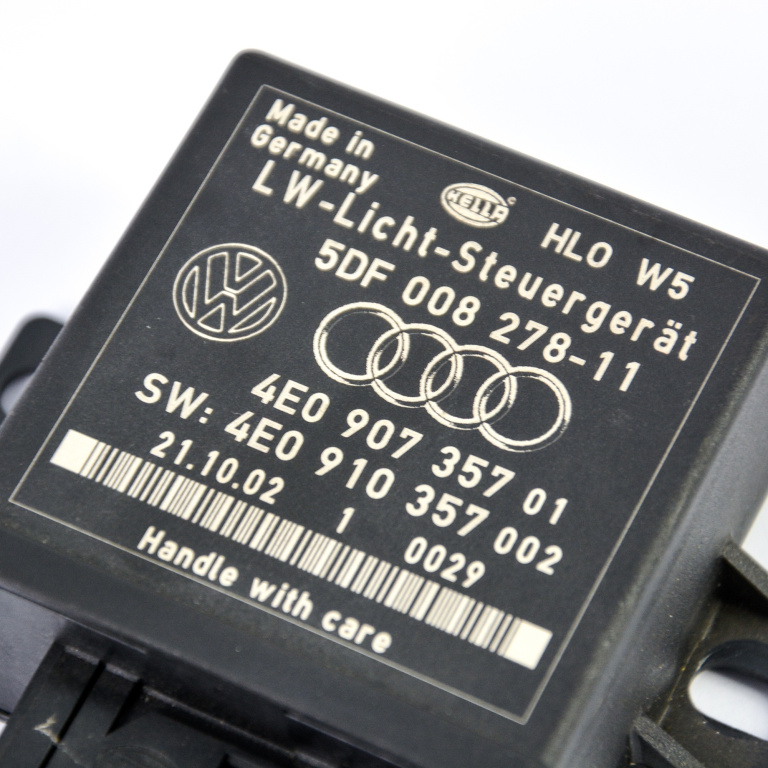 Made in
Germany
HELLA
HLO W5
LW-Licht-Steuergerät
5DF 008 278-11
VW
4E0 907 357 01
SW: 4E0 910 357 002
21.10.02 1 0029
Handle with care